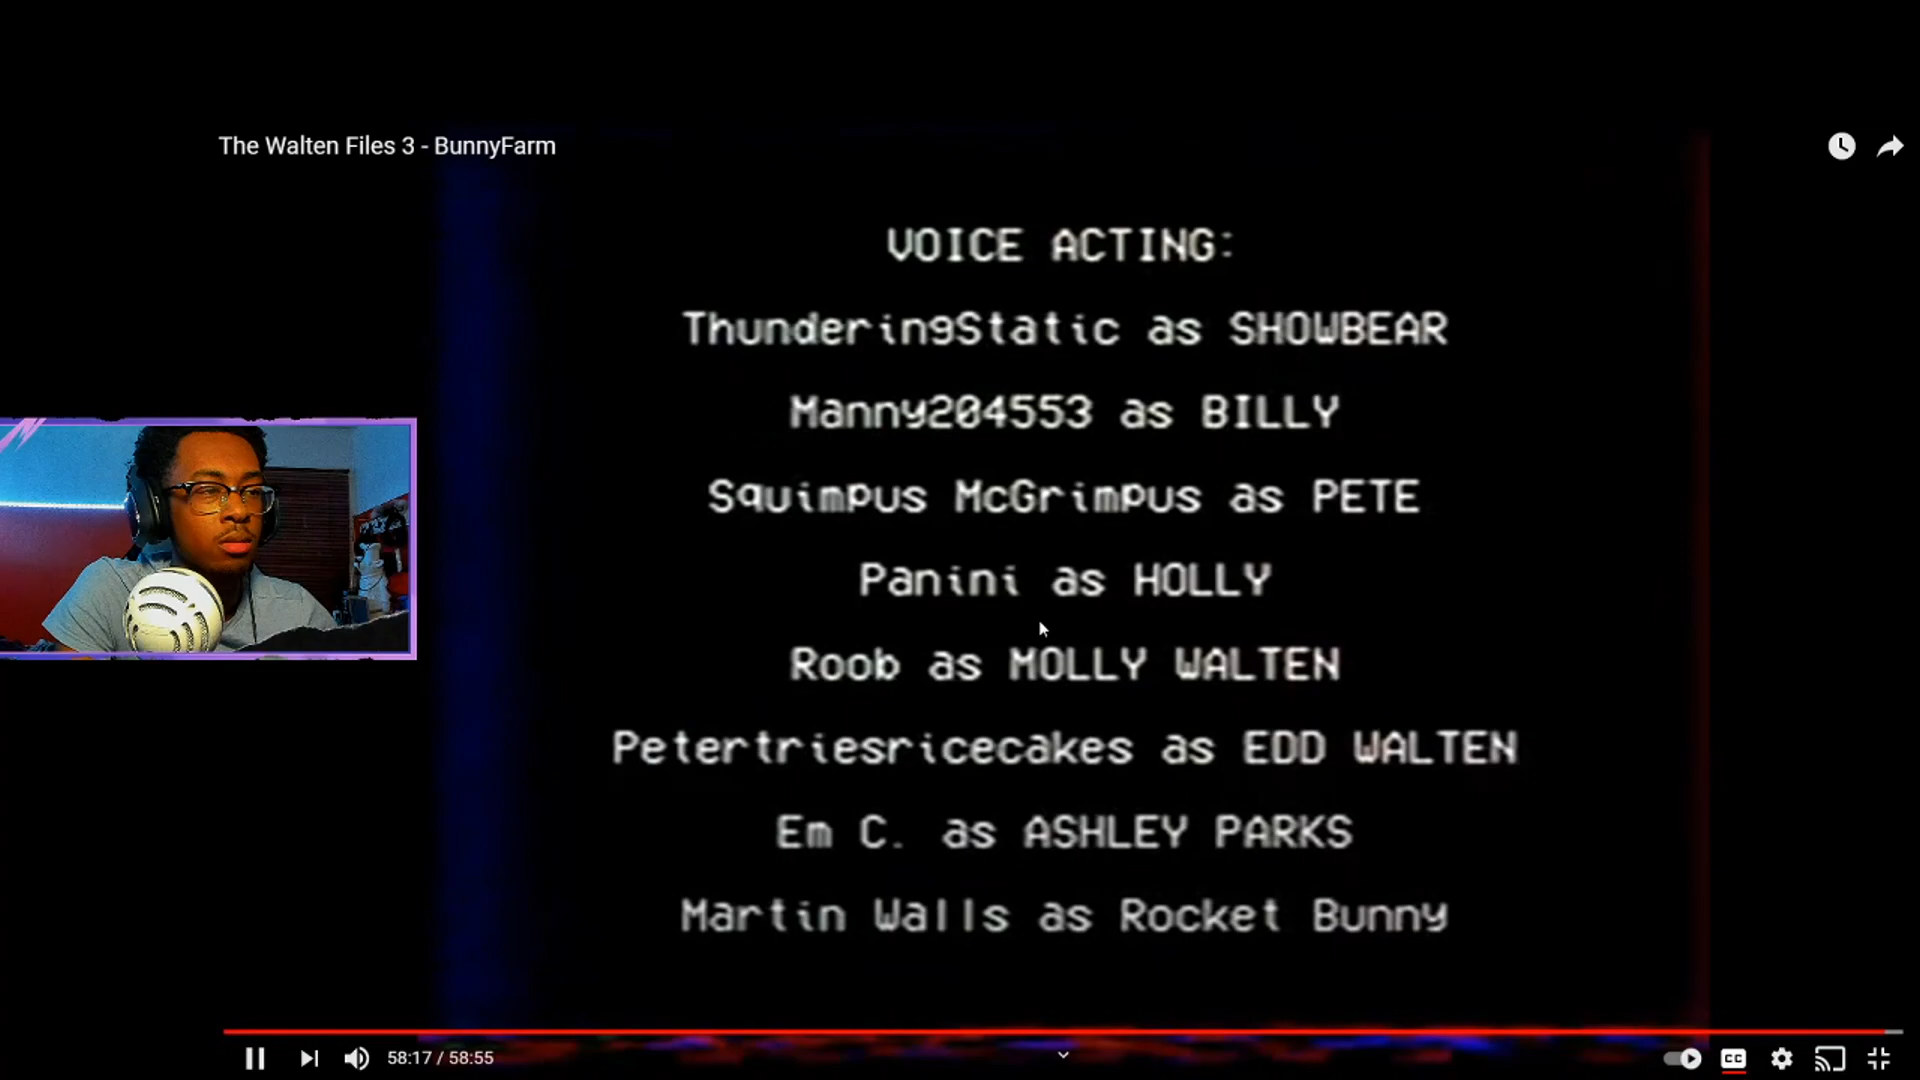 The Walten Files 3 - BunnyFarm
VOICE ACTING:
ThunderingStatic as SHOWBEAR
Manny204553 as BILLY
Squimpus McGrimpus as PETE
Panini as HOLLY
Roob as MOLLY WALTEN
Petertriesricecakes as EDD WALTEN
Em C. as ASHLEY PARKS
Martin Walls as Rocket Bunny
58:17 / 58:55
CC